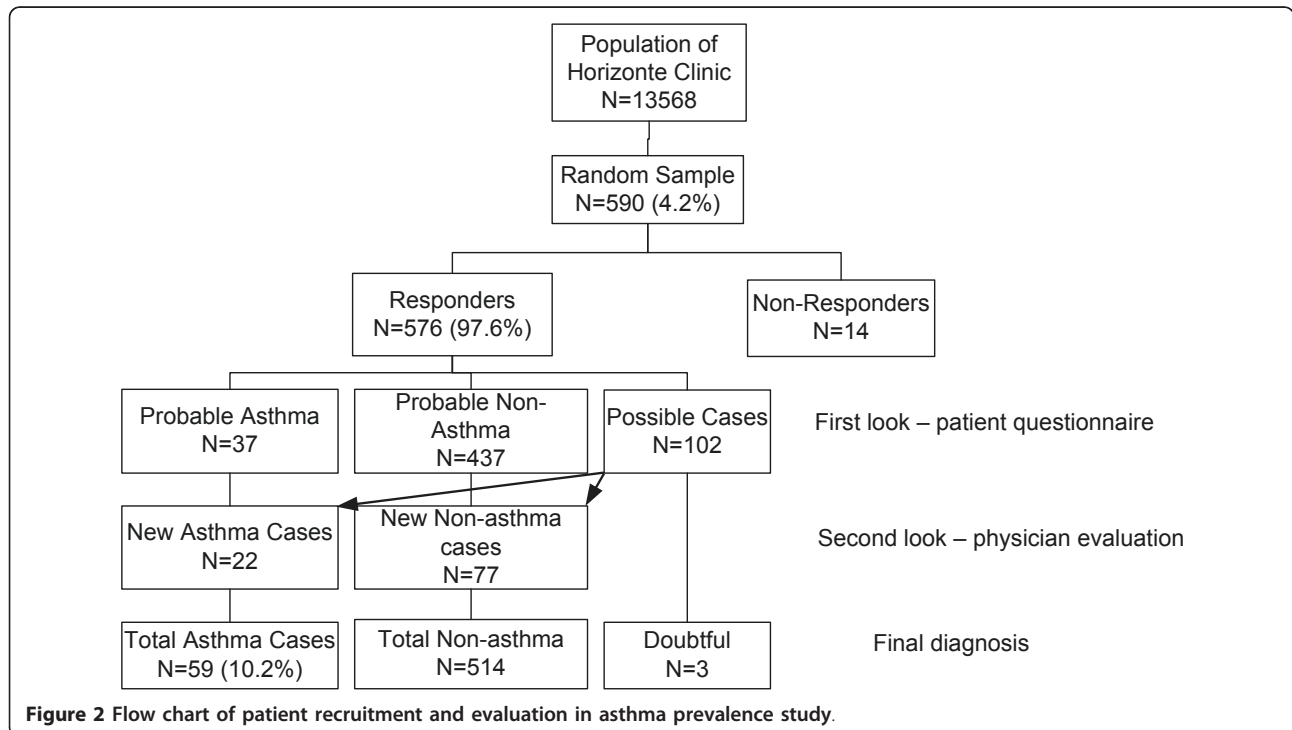 Population of
Horizonte Clinic
N=13568
Random Sample
N=590 (4.2%)
Responders
N=576 (97.6%)
Non-Responders
N=14
Probable Asthma
N=37
Probable Non-
Asthma
N=437
Possible Cases
N=102
First look – patient questionnaire
New Asthma Cases
N=22
New Non-asthma
cases
N=77
Second look – physician evaluation
Total Asthma Cases
N=59 (10.2%)
Total Non-asthma
N=514
Doubtful
N=3
Final diagnosis
Figure 2 Flow chart of patient recruitment and evaluation in asthma prevalence study.